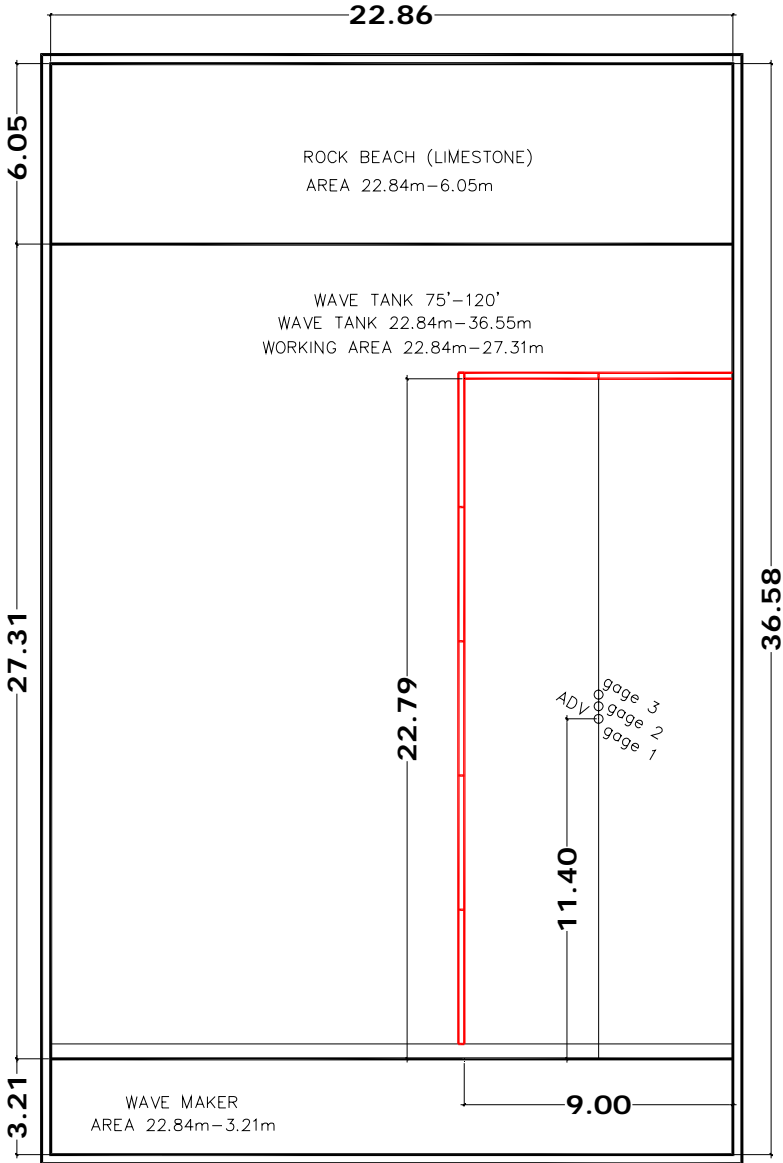 22.86
6.05
ROCK BEACH (LIMESTONE)
AREA 22.84m-6.05m
WAVE TANK 75'-120'
WAVE TANK 22.84m-36.55m
WORKING AREA 22.84m-27.31m
36.58
27.31
22.79
ADV
gage 3
gage 2
gage 1
11.40
3.21
WAVE MAKER
AREA 22.84m-3.21m
9.00